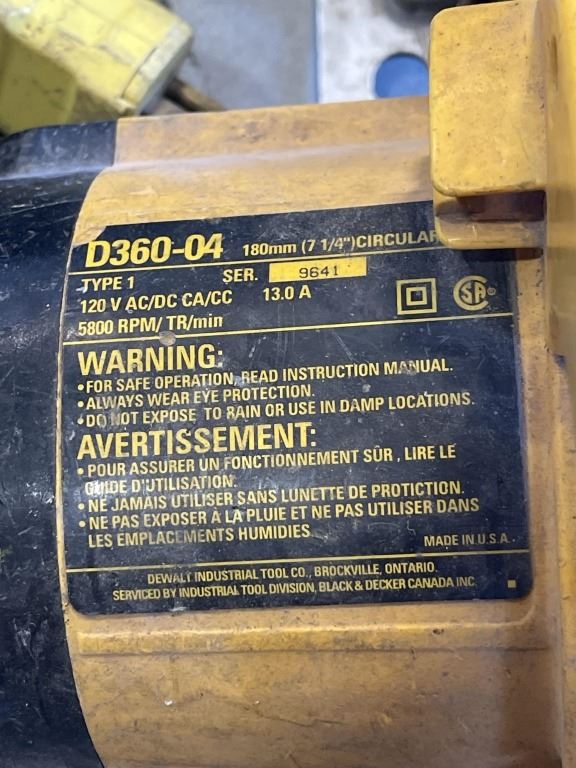 D360-04 180mm (7 1/4")CIRCULAR
TYPE 1 SER. 9641
120 V AC/DC CA/CC 13.0 A
5800 RPM/TR/min
SA ®
WARNING:
• FOR SAFE OPERATION, READ INSTRUCTION MANUAL.
• ALWAYS WEAR EYE PROTECTION.
• DO NOT EXPOSE TO RAIN OR USE IN DAMP LOCATIONS.
AVERTISSEMENT:
• POUR ASSURER UN FONCTIONNEMENT SÛR, LIRE LE
GUIDE D'UTILISATION.
• NE JAMAIS UTILISER SANS LUNETTE DE PROTECTION.
• NE PAS EXPOSER À LA PLUIE ET NE PAS UTILISER DANS
LES EMPLACEMENTS HUMIDIES.
MADE IN U.S.A.
DEWALT INDUSTRIAL TOOL CO., BROCKVILLE, ONTARIO.
SERVICED BY INDUSTRIAL TOOL DIVISION, BLACK & DECKER CANADA INC.